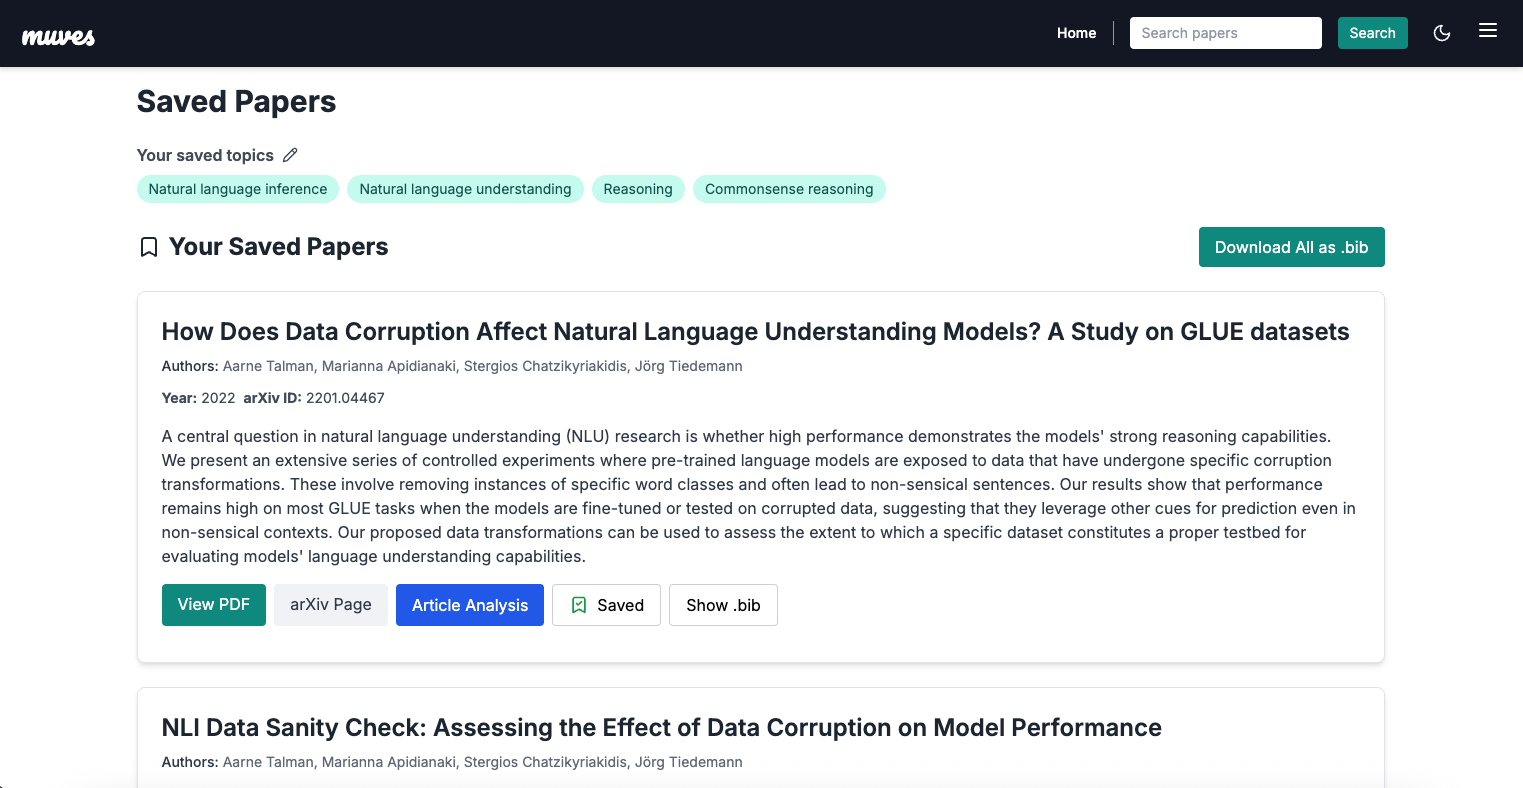 muves
Home
Search papers
Search
Saved Papers
Your saved topics
Natural language inference
Natural language understanding
Reasoning
Commonsense reasoning
Your Saved Papers
Download All as .bib
How Does Data Corruption Affect Natural Language Understanding Models? A Study on GLUE datasets
Authors: Aarne Talman, Marianna Apidianaki, Stergios Chatzikyriakidis, Jörg Tiedemann
Year: 2022 arXiv ID: 2201.04467
A central question in natural language understanding (NLU) research is whether high performance demonstrates the models' strong reasoning capabilities.
We present an extensive series of controlled experiments where pre-trained language models are exposed to data that have undergone specific corruption
transformations. These involve removing instances of specific word classes and often lead to non-sensical sentences. Our results show that performance
remains high on most GLUE tasks when the models are fine-tuned or tested on corrupted data, suggesting that they leverage other cues for prediction even in
non-sensical contexts. Our proposed data transformations can be used to assess the extent to which a specific dataset constitutes a proper testbed for
evaluating models' language understanding capabilities.
View PDF
arXiv Page
Article Analysis
Saved
Show .bib
NLI Data Sanity Check: Assessing the Effect of Data Corruption on Model Performance
Authors: Aarne Talman, Marianna Apidianaki, Stergios Chatzikyriakidis, Jörg Tiedemann